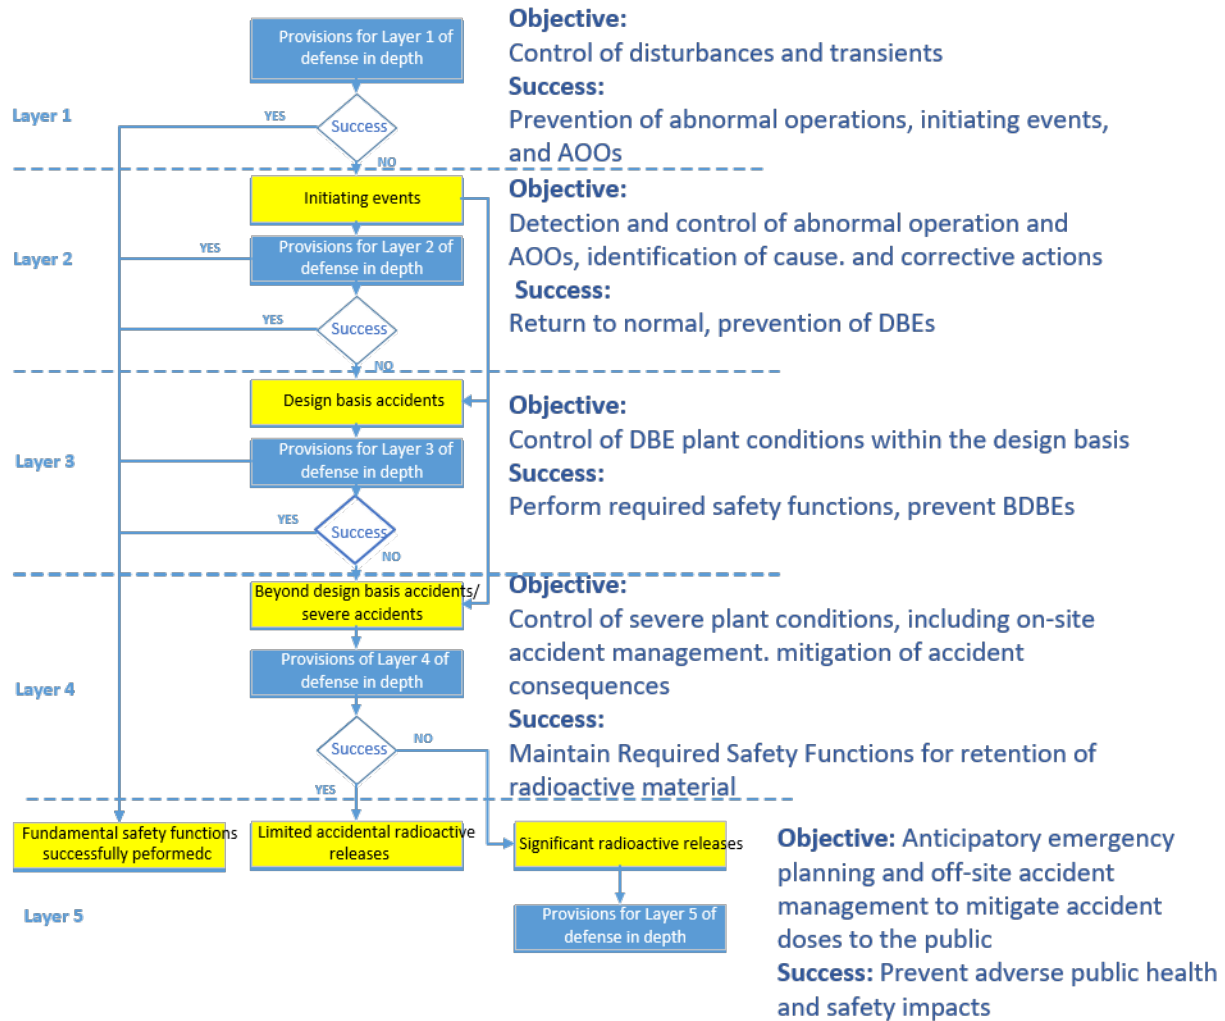 Provisions for Layer 1 of
defense in depth
Objective:
Control of disturbances and transients
Success:
Prevention of abnormal operations, initiating events,
and AOOs
Layer 1
YES
Success
NO
Initiating events
Objective:
Detection and control of abnormal operation and
AOOs, identification of cause. and corrective actions
Success:
Return to normal, prevention of DBEs
Layer 2
YES
Provisions for Layer 2 of
defense in depth
YES
Success
NO
Design basis accidents
Objective:
Control of DBE plant conditions within the design basis
Success:
Perform required safety functions, prevent BDBEs
Layer 3
Provisions for Layer 3 of
defense in depth
YES
Success
NO
Beyond design basis accidents/
severe accidents
Objective:
Control of severe plant conditions, including on-site
accident management. mitigation of accident
consequences
Success:
Maintain Required Safety Functions for retention of
radioactive material
Layer 4
Provisions of Layer 4 of
defense in depth
Success
NO
YES
Fundamental safety functions
successfully peformedc
Limited accidental radioactive
releases
Significant radioactive releases
Objective: Anticipatory emergency
planning and off-site accident
management to mitigate accident
doses to the public
Success: Prevent adverse public health
and safety impacts
Layer 5
Provisions for Layer 5 of
defense in depth